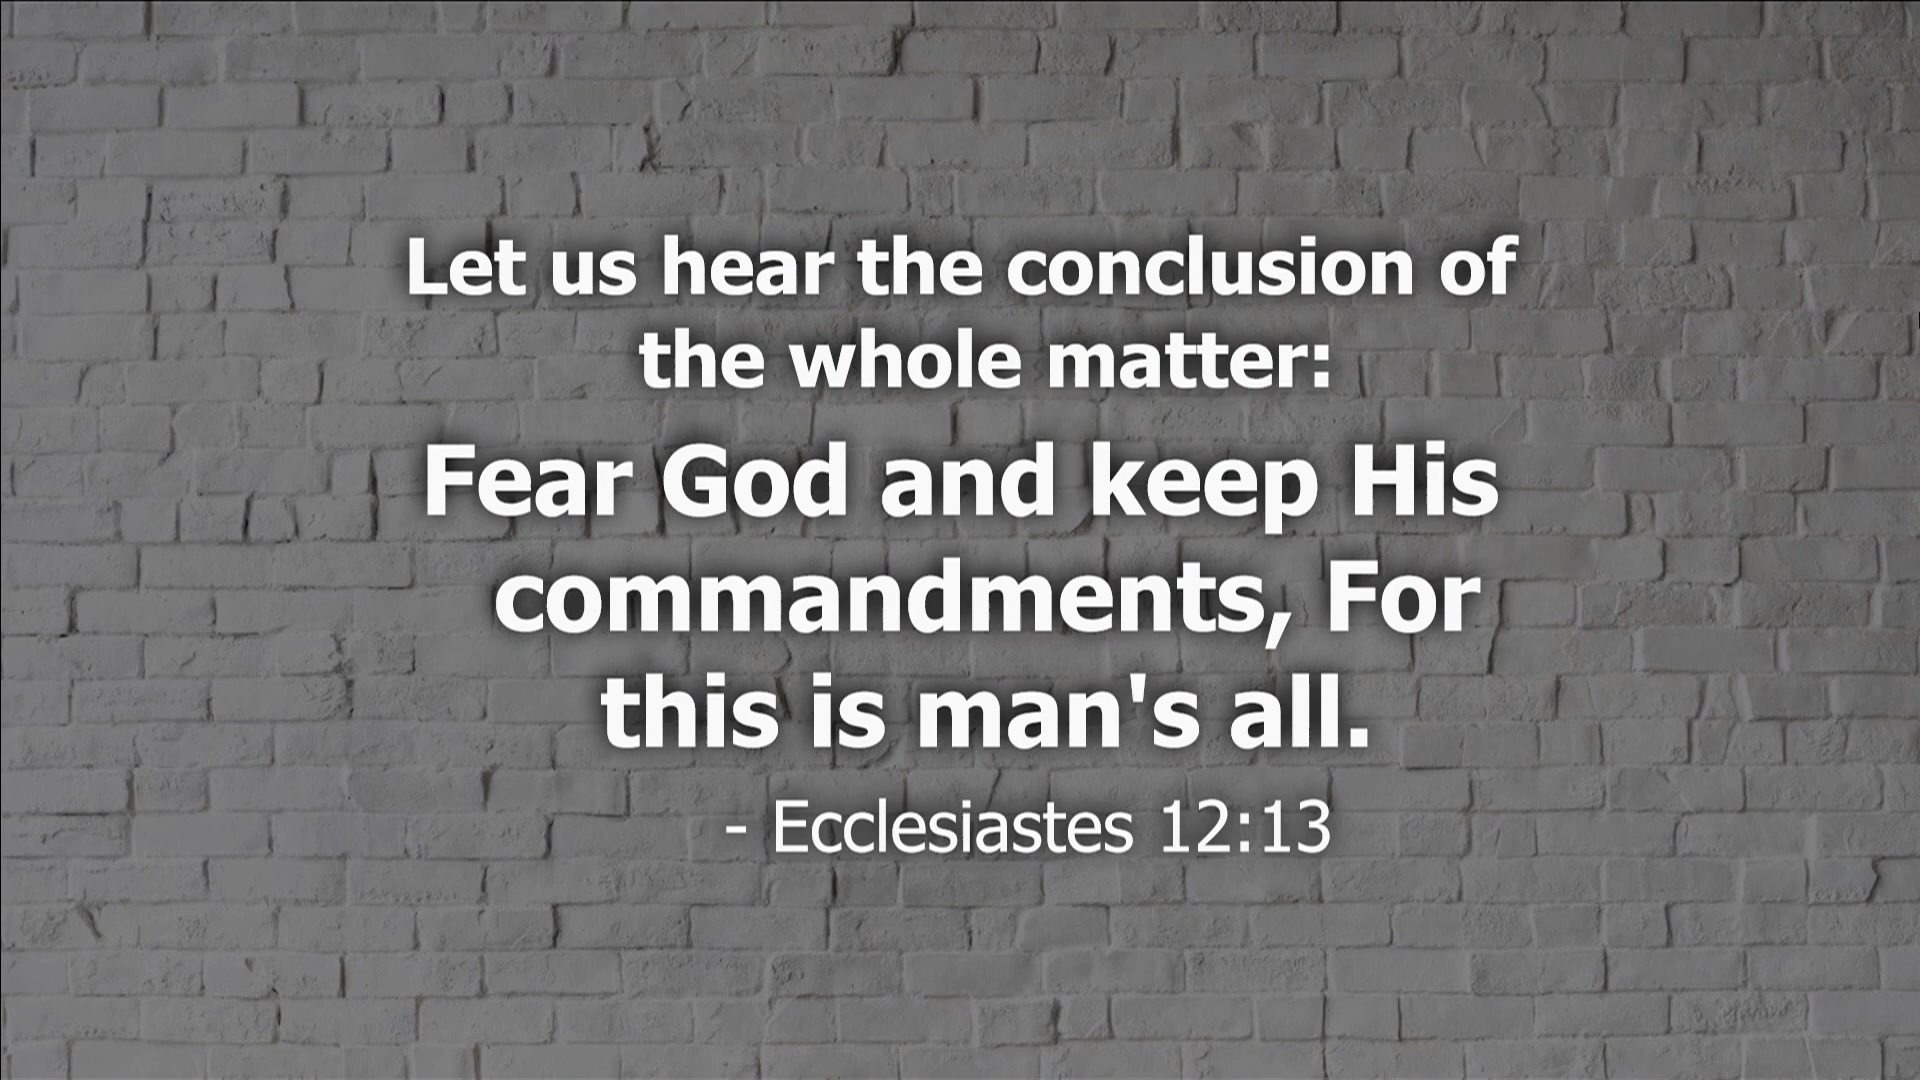 Let us hear the conclusion of
the whole matter:
Fear God and keep His
commandments, For
this is man's all.
- Ecclesiastes 12:13